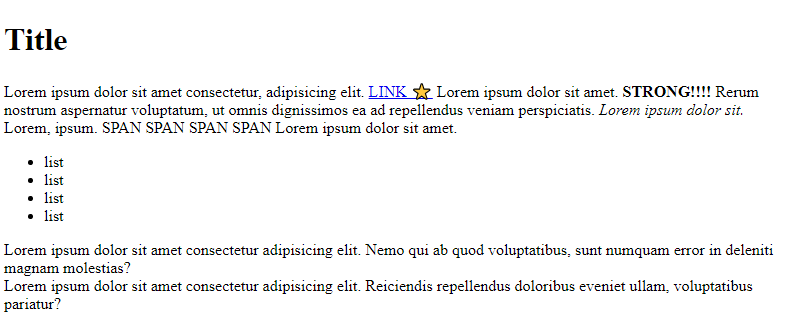 Title
Lorem ipsum dolor sit amet consectetur, adipisicing elit. LINK ⭐ Lorem ipsum dolor sit amet. STRONG!!!! Rerum
nostrum aspernatur voluptatum, ut omnis dignissimos ea ad repellendus veniam perspiciatis. Lorem ipsum dolor sit.
Lorem, ipsum. SPAN SPAN SPAN SPAN Lorem ipsum dolor sit amet.
• list
• list
• list
• list
Lorem ipsum dolor sit amet consectetur adipisicing elit. Nemo qui ab quod voluptatibus, sunt numquam error in deleniti
magnam molestias?
Lorem ipsum dolor sit amet consectetur adipisicing elit. Reiciendis repellendus doloribus eveniet ullam, voluptatibus
pariatur?